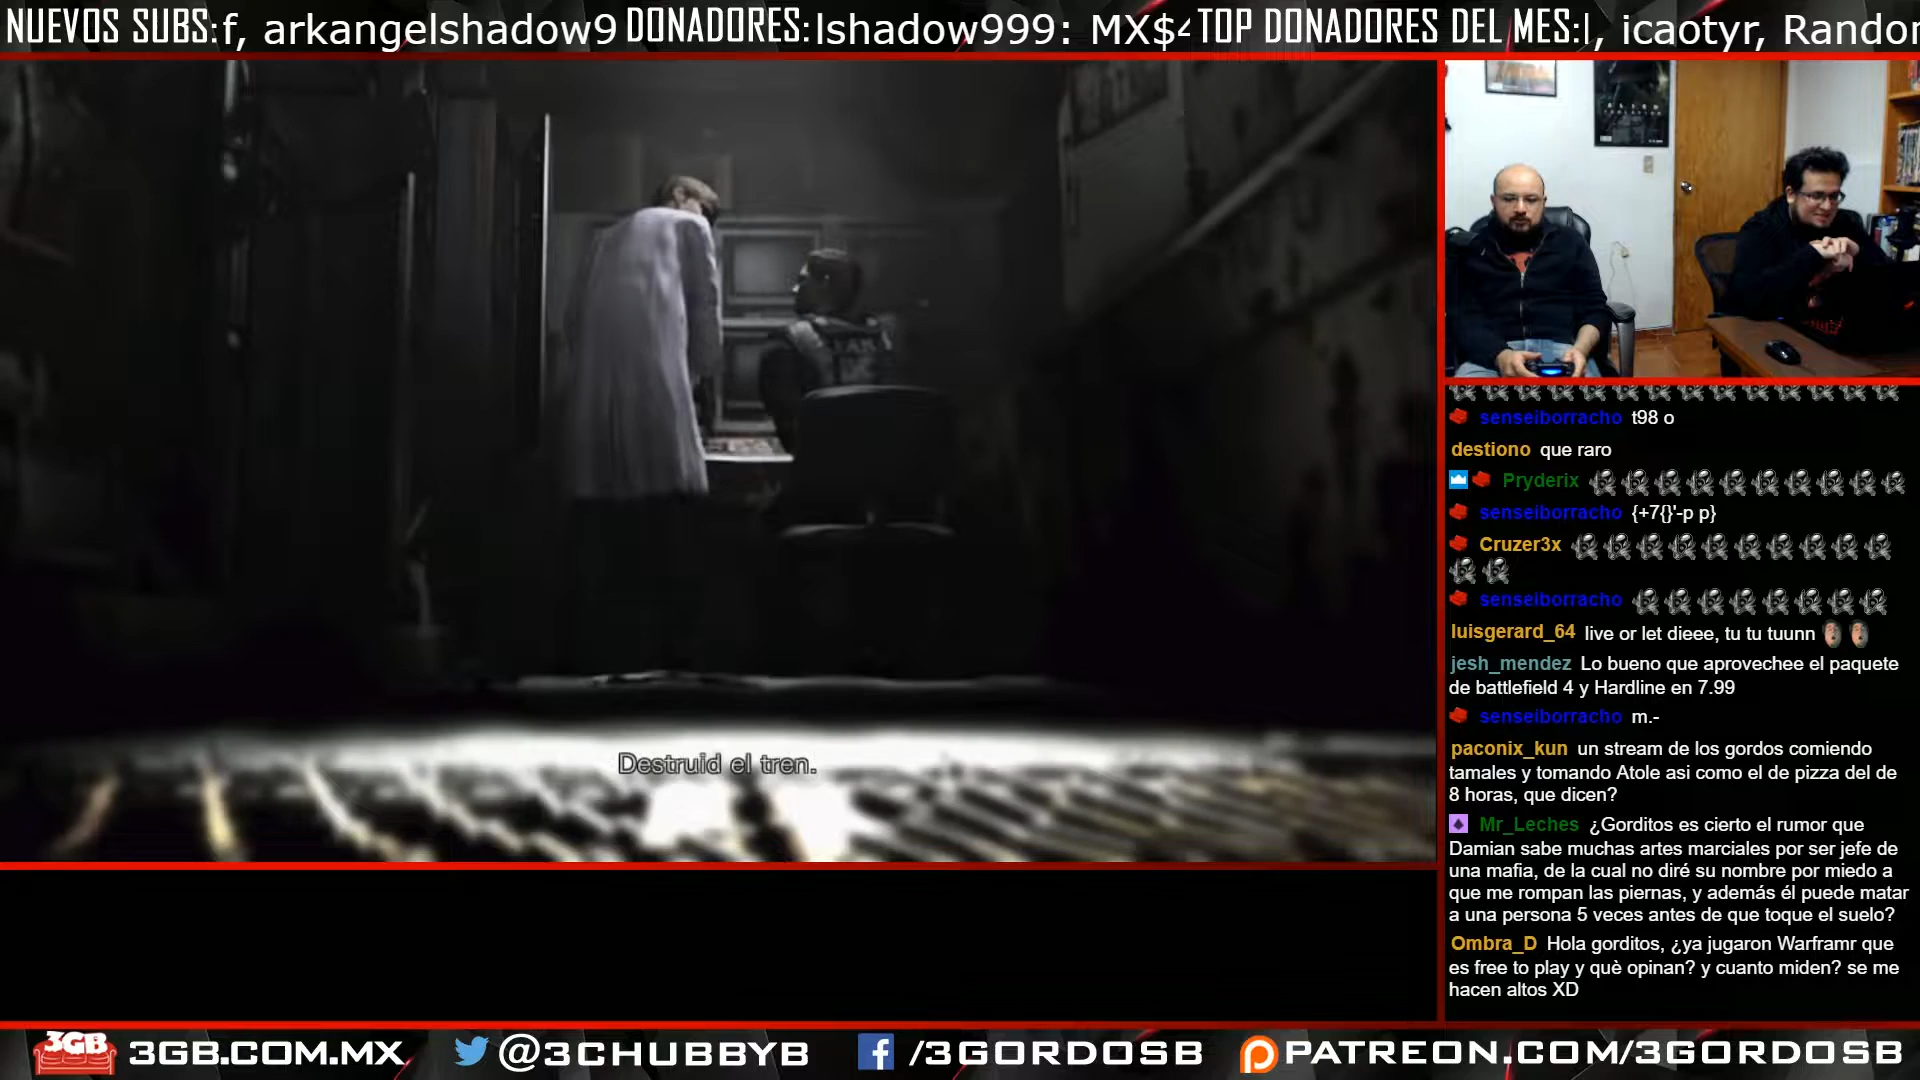 NUEVOS SUBS: f, arkangelshadow9 DONADORES: lshadow999: MX$4 TOP DONADORES DEL MES: l, icaotyr, Random
senseiborracho t98 o
destiono que raro
Pryderix
senseiborracho {+7{}'-p p}
Cruzer3x
senseiborracho
luisgerard_64 live or let dieee, tu tu tuunn
jesh_mendez Lo bueno que aprovechee el paquete
de battlefield 4 y Hardline en 7.99
senseiborracho m.-
paconix_kun un stream de los gordos comiendo
tamales y tomando Atole asi como el de pizza del de
8 horas, que dicen?
Mr_Leches ¿Gorditos es cierto el rumor que
Damian sabe muchas artes marciales por ser jefe de
una mafia, de la cual no diré su nombre por miedo a
que me rompan las piernas, y además él puede matar
a una persona 5 veces antes de que toque el suelo?
Ombra_D Hola gorditos, ¿ya jugaron Warframr que
es free to play y què opinan? y cuanto miden? se me
hacen altos XD
Destruid el tren.
3GB 3GB.COM.MX @3CHUBBYB /3GORDOSB PATREON.COM/3GORDOSB